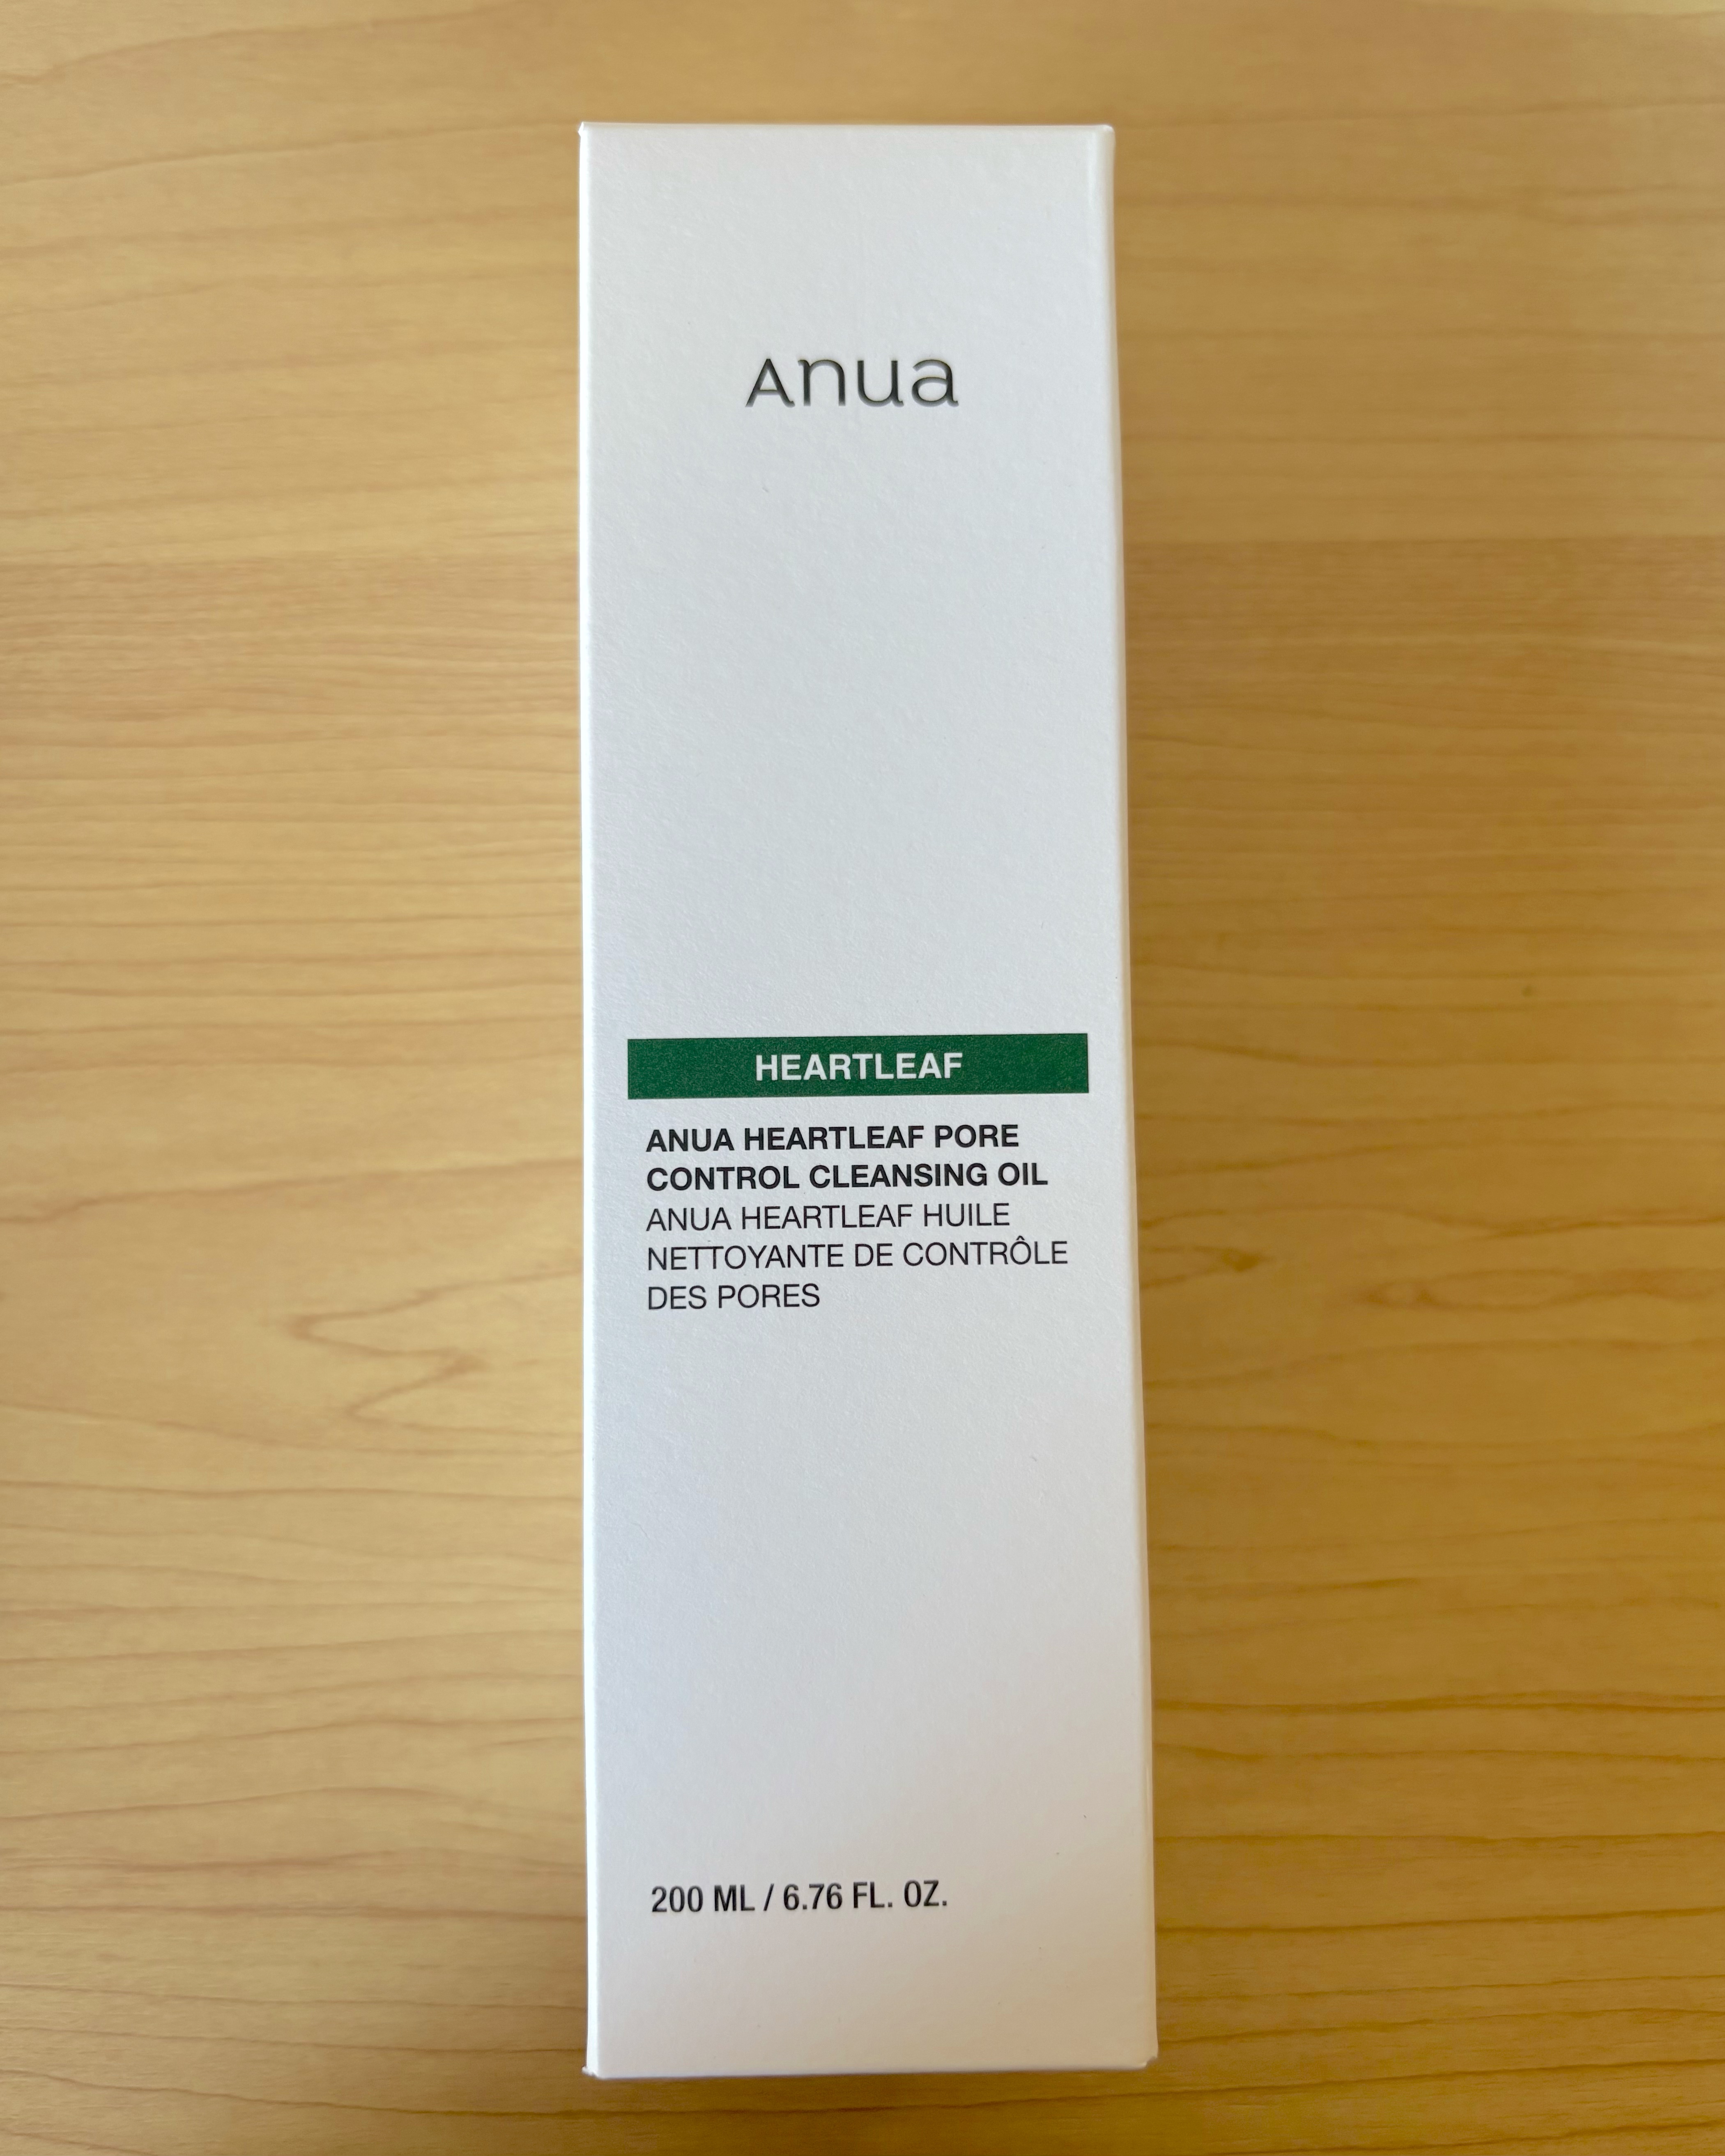 Anua
HEARTLEAF
ANUA HEARTLEAF PORE
CONTROL CLEANSING OIL
ANUA HEARTLEAF HUILE
NETTOYANTE DE CONTRÔLE
DES PORES
200 ML / 6.76 FL. OZ.